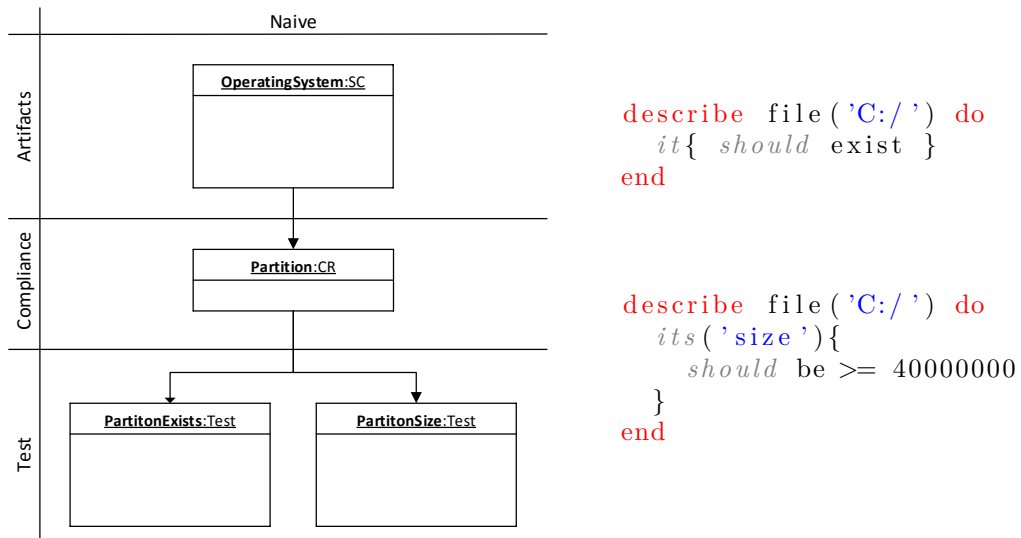 Naive
Artifacts
OperatingSystem:SC
Compliance
Partition:CR
Test
PartitonExists:Test
PartitonSize:Test
describe file('C:/') do
it{ should exist }
end
describe file('C:/') do
its('size'){
should be >= 40000000
}
end